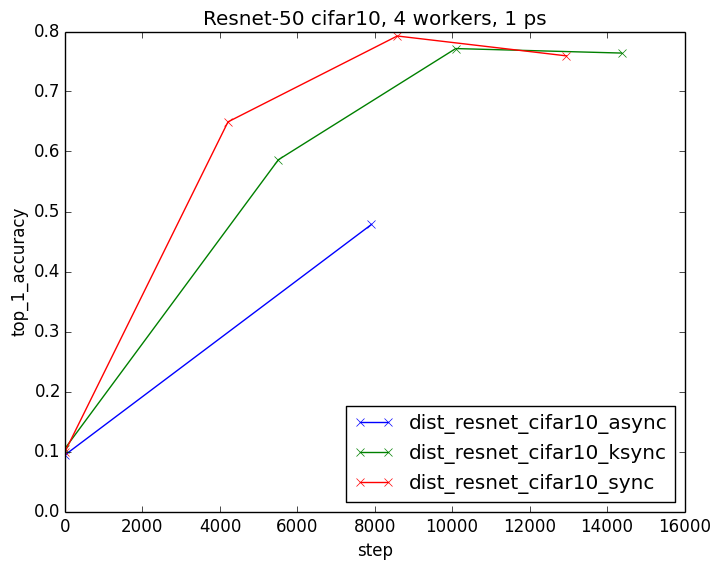 Resnet-50 cifar10, 4 workers, 1 ps
0.8
0.7
0.6
0.5
0.4
0.3
0.2
0.1
0.0
top_1_accuracy
dist_resnet_cifar10_async
dist_resnet_cifar10_ksync
dist_resnet_cifar10_sync
0 2000 4000 6000 8000 10000 12000 14000 16000
step